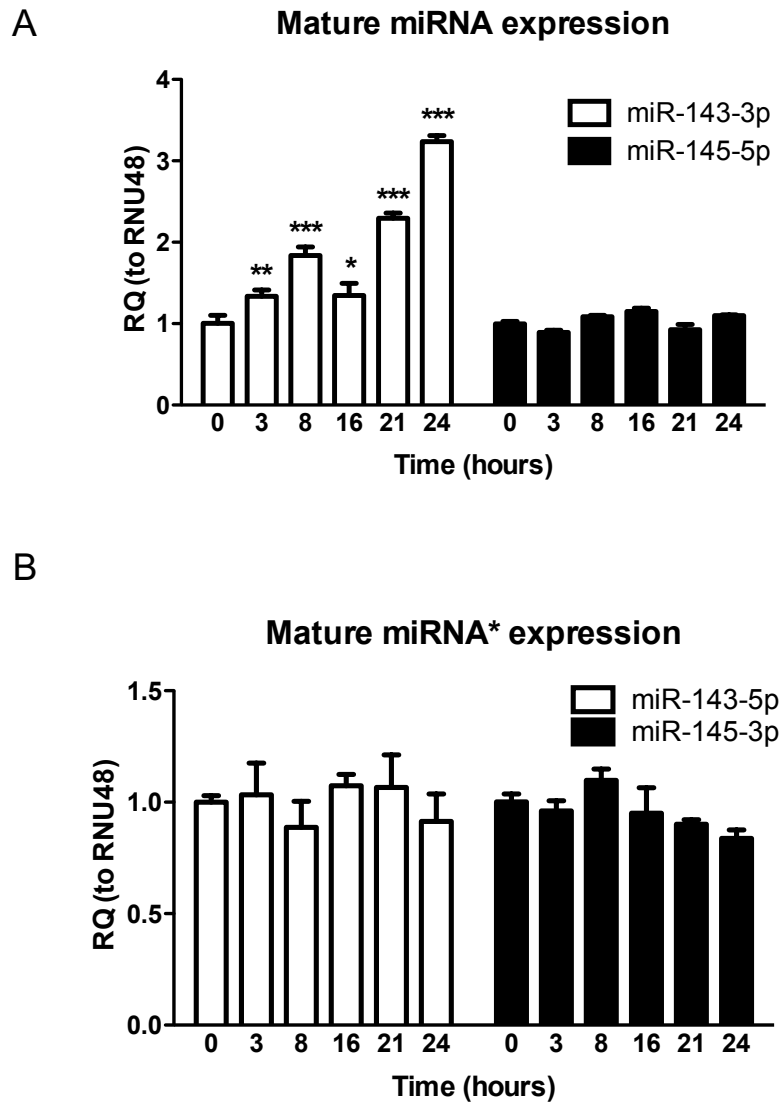 A
Mature miRNA expression
miR-143-3p
miR-145-5p
RQ (to RNU48)
4
3
2
1
0
** *** * *** ***
0 3 8 16 21 24 0 3 8 16 21 24
Time (hours)
B
Mature miRNA* expression
miR-143-5p
miR-145-3p
RQ (to RNU48)
1.5
1.0
0.5
0.0
0 3 8 16 21 24 0 3 8 16 21 24
Time (hours)